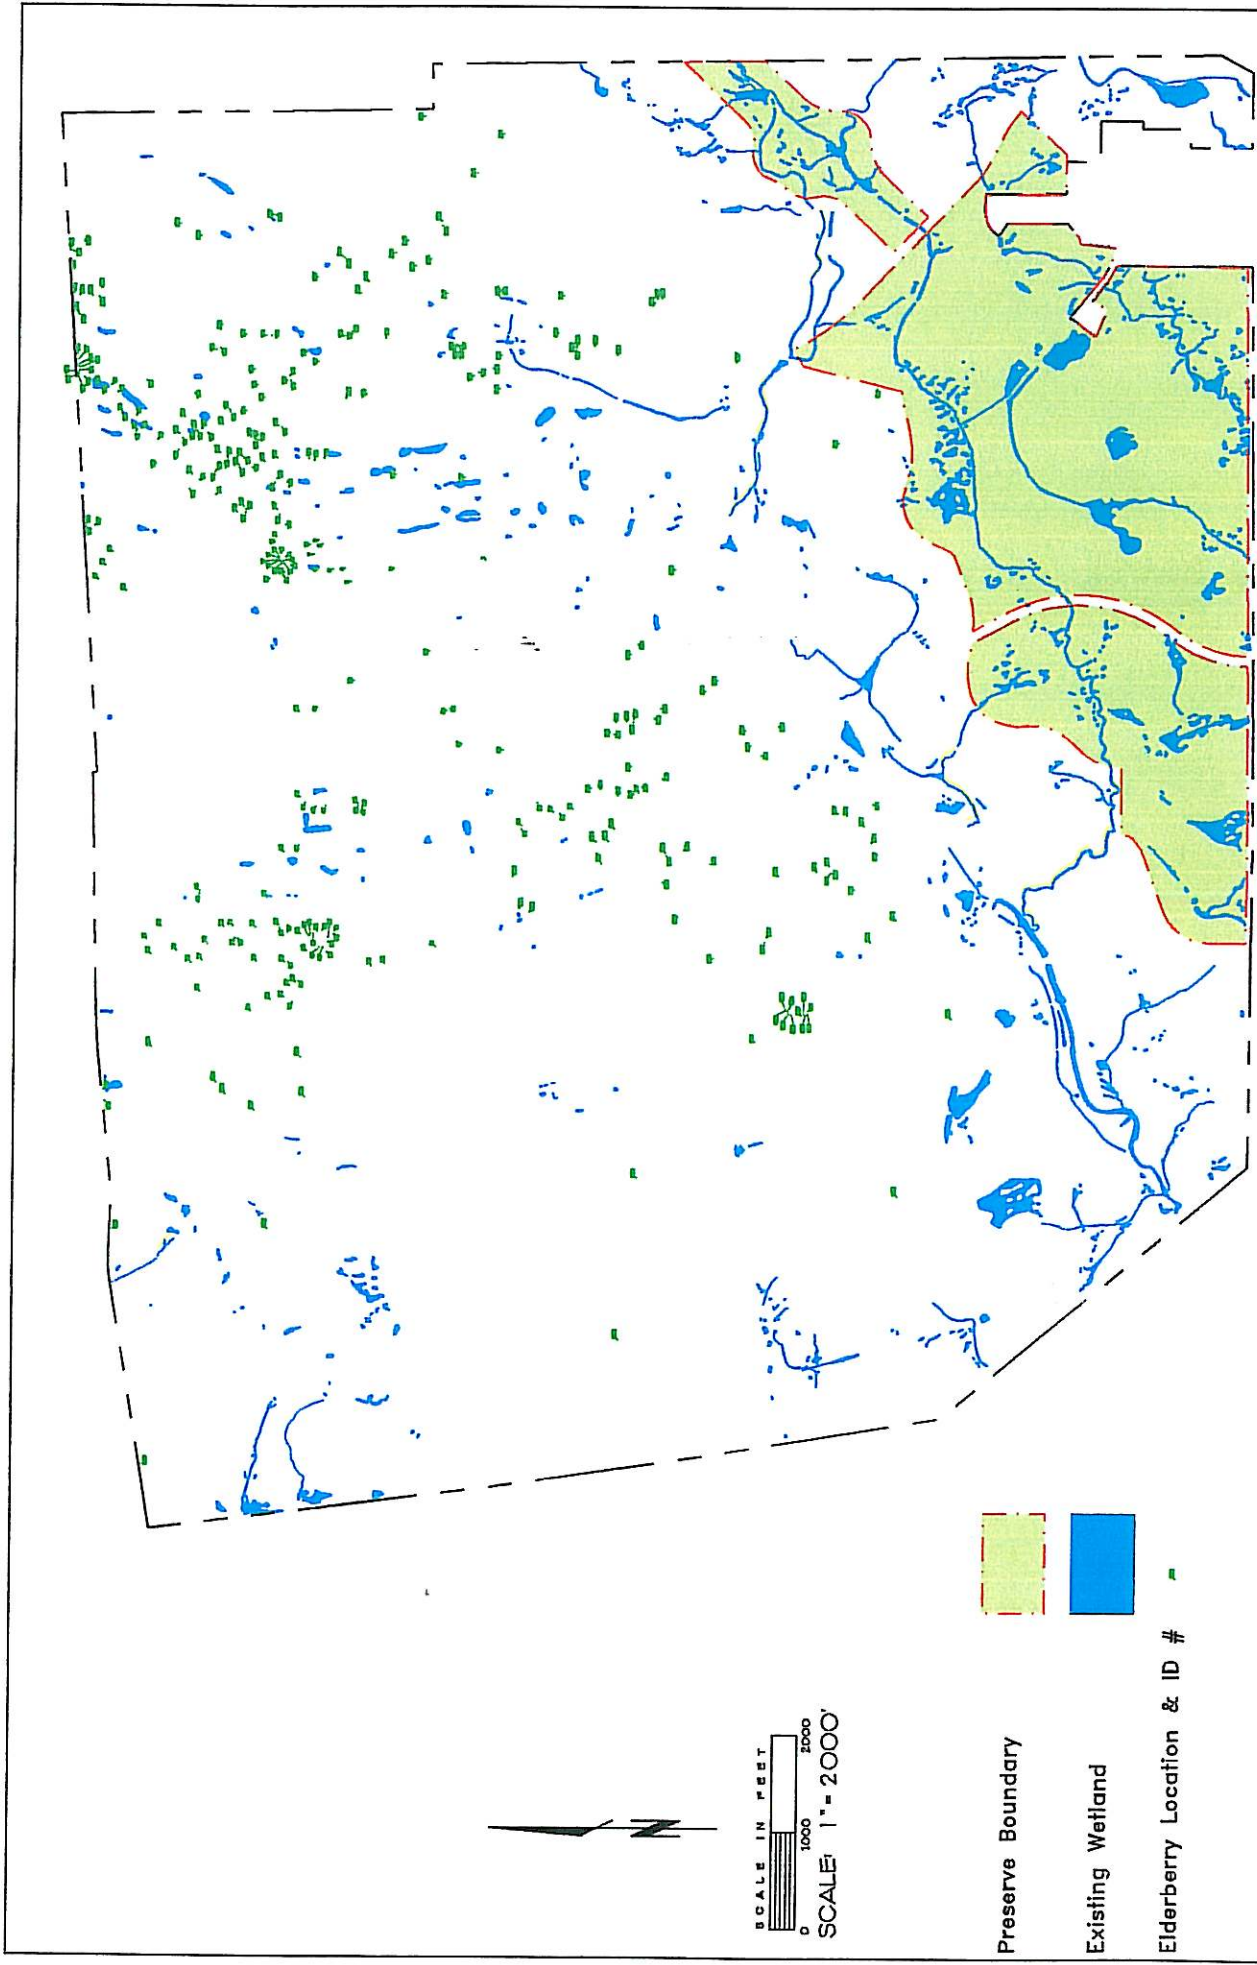 SCALE IN FEET
0 1000 2000
SCALE: 1"=2000'
Preserve Boundary
Existing Wetland
Elderberry Location & ID #